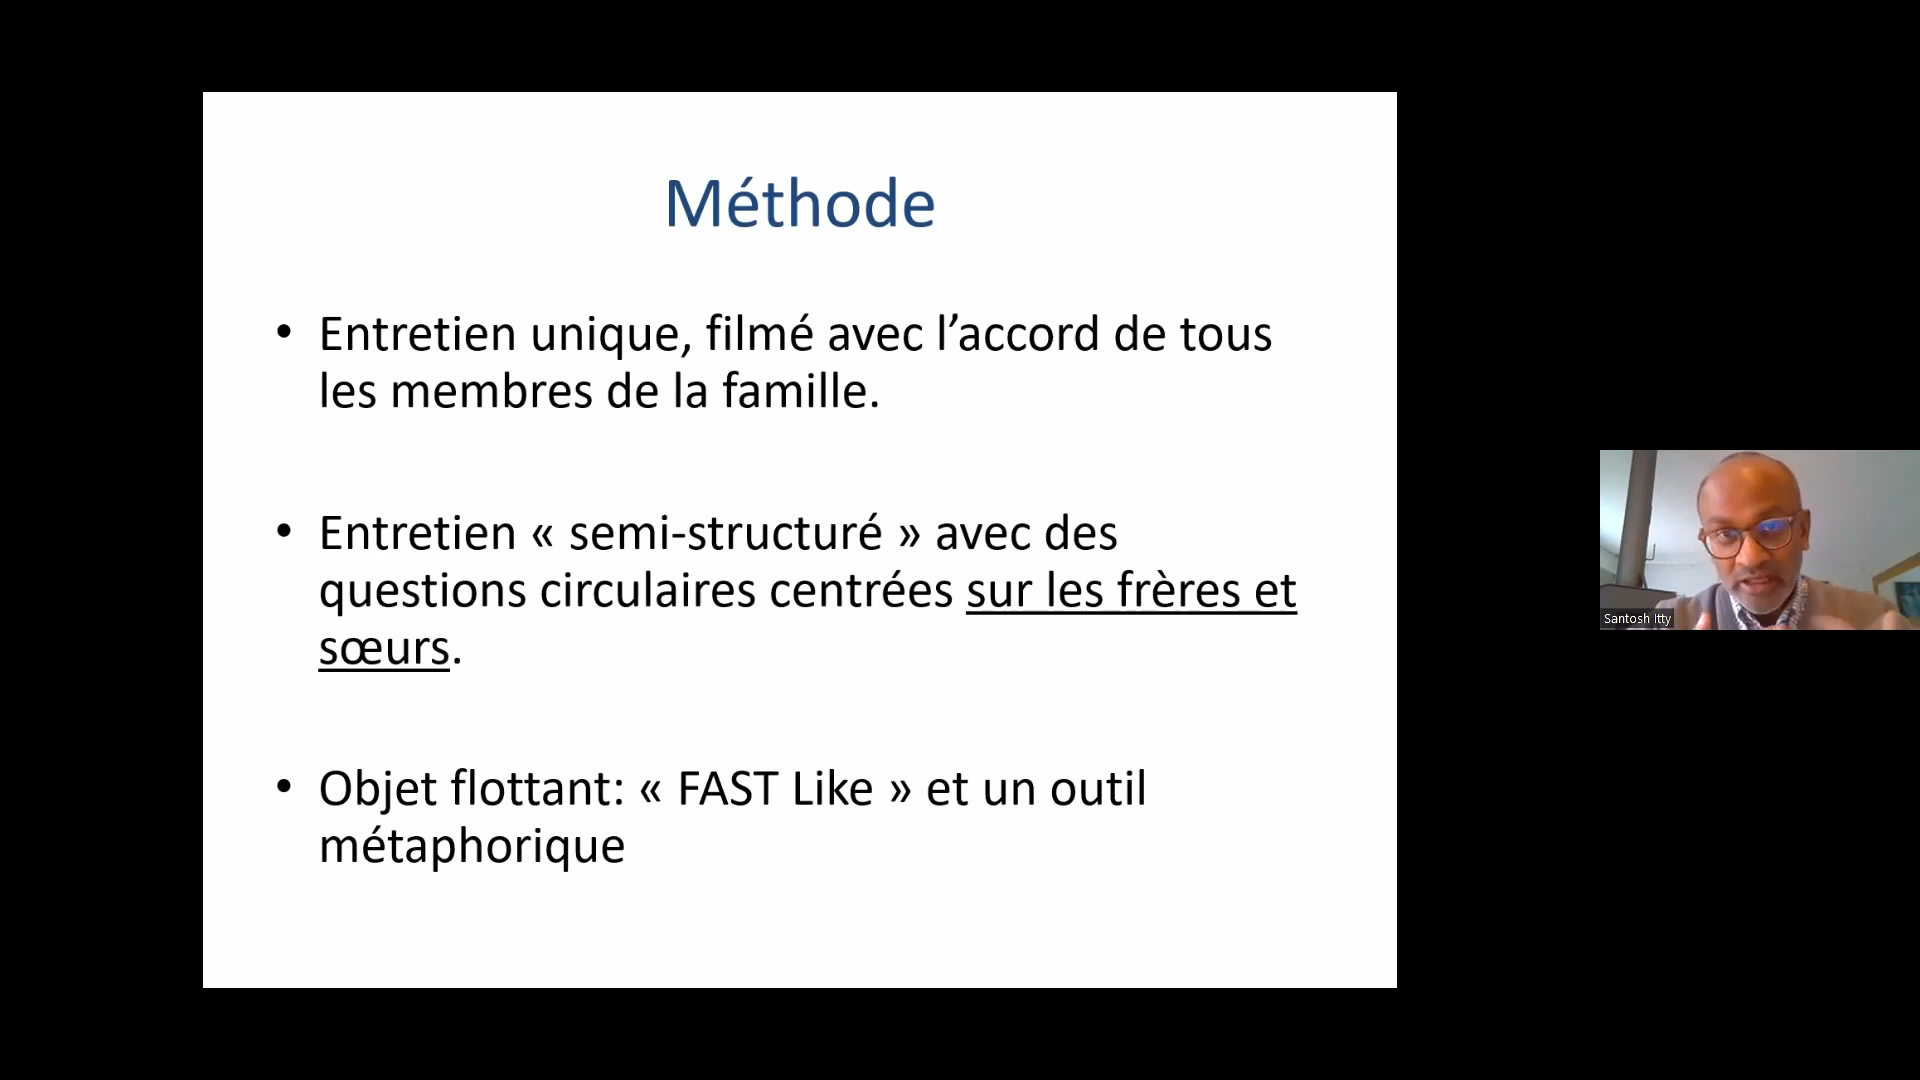 Méthode
• Entretien unique, filmé avec l’accord de tous
les membres de la famille.
• Entretien « semi-structuré » avec des
questions circulaires centrées sur les frères et
sœurs.
• Objet flottant: « FAST Like » et un outil
métaphorique
Santosh Itty